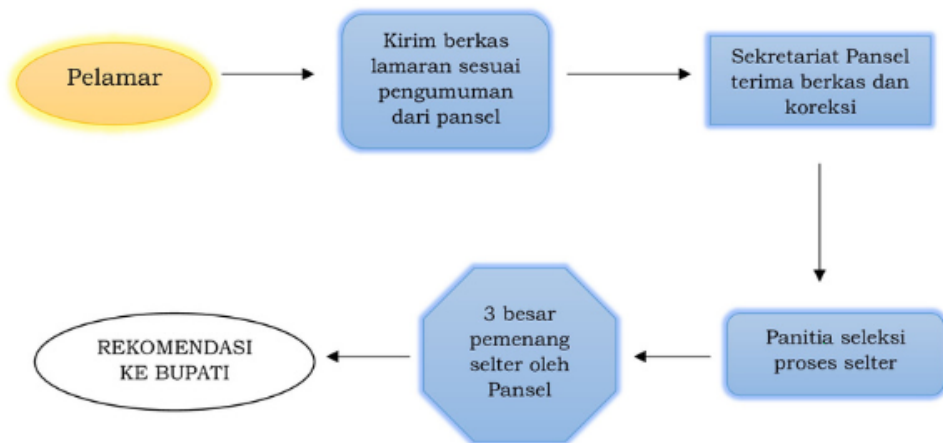 Pelamar
Kirim berkas
lamaran sesuai
pengumuman
dari pansel
Sekretariat Pansel
terima berkas dan
koreksi
Panitia seleksi
proses selter
3 besar
pemenang
selter oleh
Pansel
REKOMENDASI
KE BUPATI